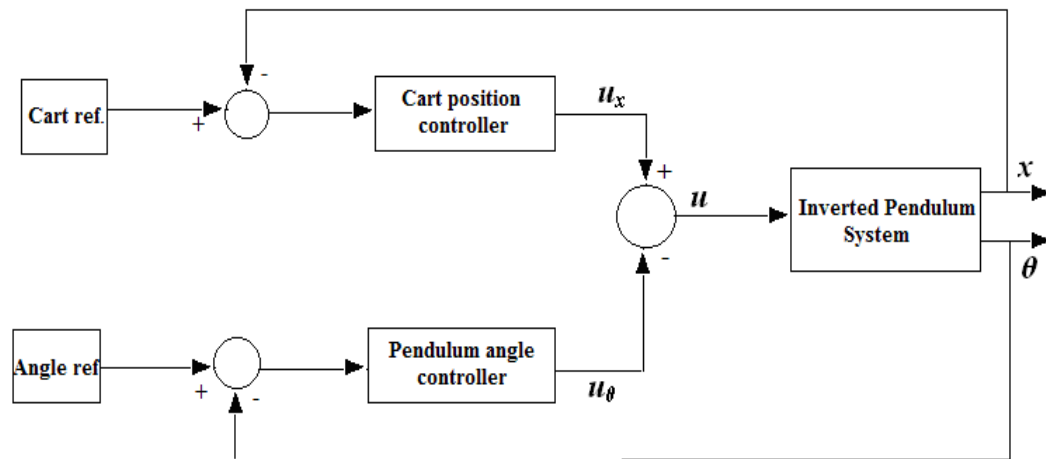 -
Cart ref.
+
Cart position
controller
u_x
+
u
-
Inverted Pendulum
System
x
θ
Angle ref
+
-
Pendulum angle
controller
u_θ